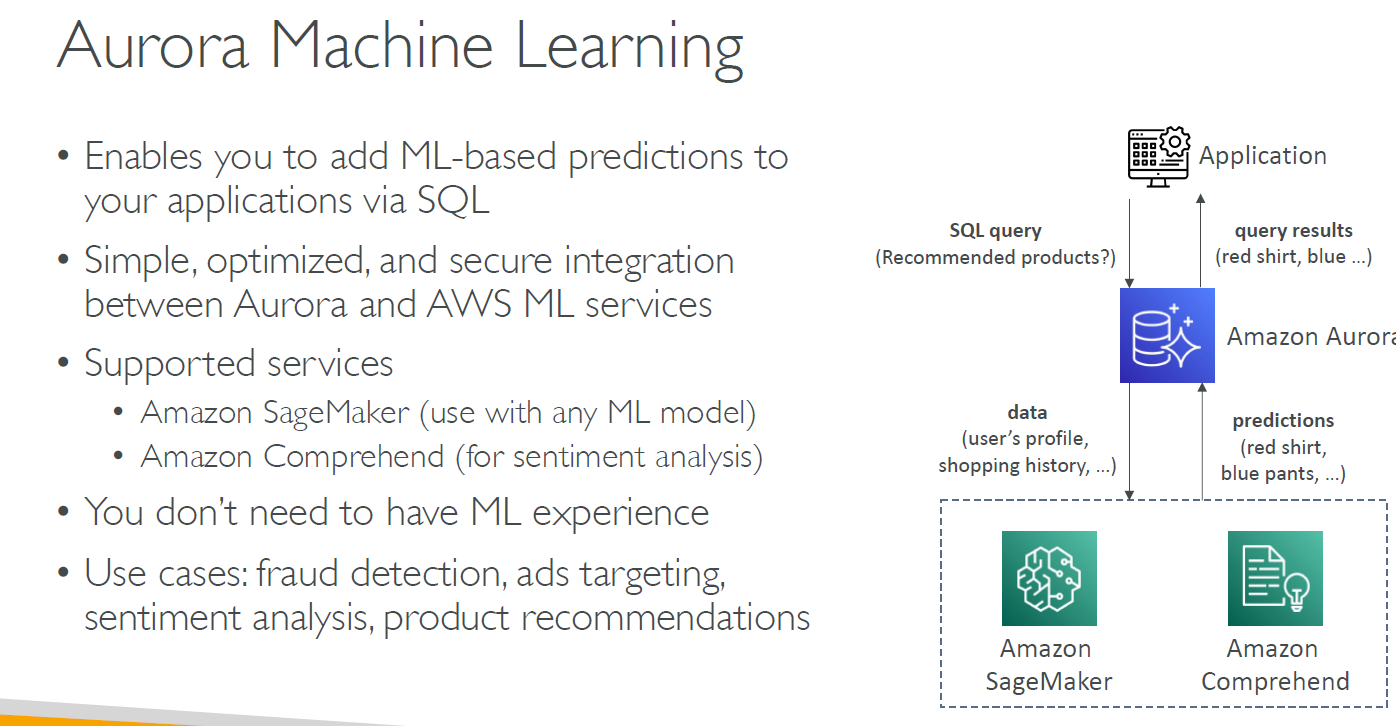 Aurora Machine Learning
• Enables you to add ML-based predictions to
your applications via SQL
• Simple, optimized, and secure integration
between Aurora and AWS ML services
• Supported services
• Amazon SageMaker (use with any ML model)
• Amazon Comprehend (for sentiment analysis)
• You don't need to have ML experience
• Use cases: fraud detection, ads targeting,
sentiment analysis, product recommendations
Application
SQL query
(Recommended products?)
query results
(red shirt, blue ...)
Amazon Aurora
data
(user's profile,
shopping history, ...)
predictions
(red shirt,
blue pants, ...)
Amazon
SageMaker
Amazon
Comprehend